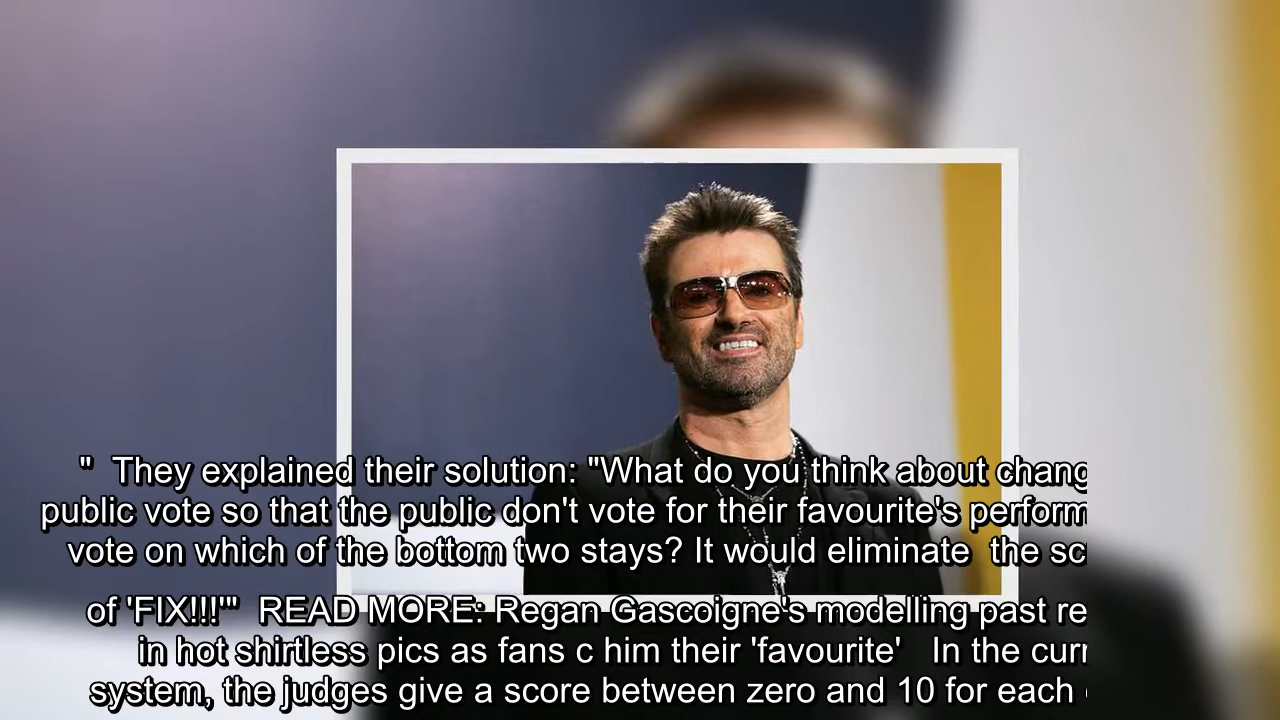 "  They explained their solution: "What do you think about chang
public vote so that the public don't vote for their favourite's perform
vote on which of the bottom two stays? It would eliminate  the sc
of 'FIX!!!'"  READ MORE: Regan Gascoigne's modelling past re
in hot shirtless pics as fans c him their 'favourite'   In the curr
system, the judges give a score between zero and 10 for each